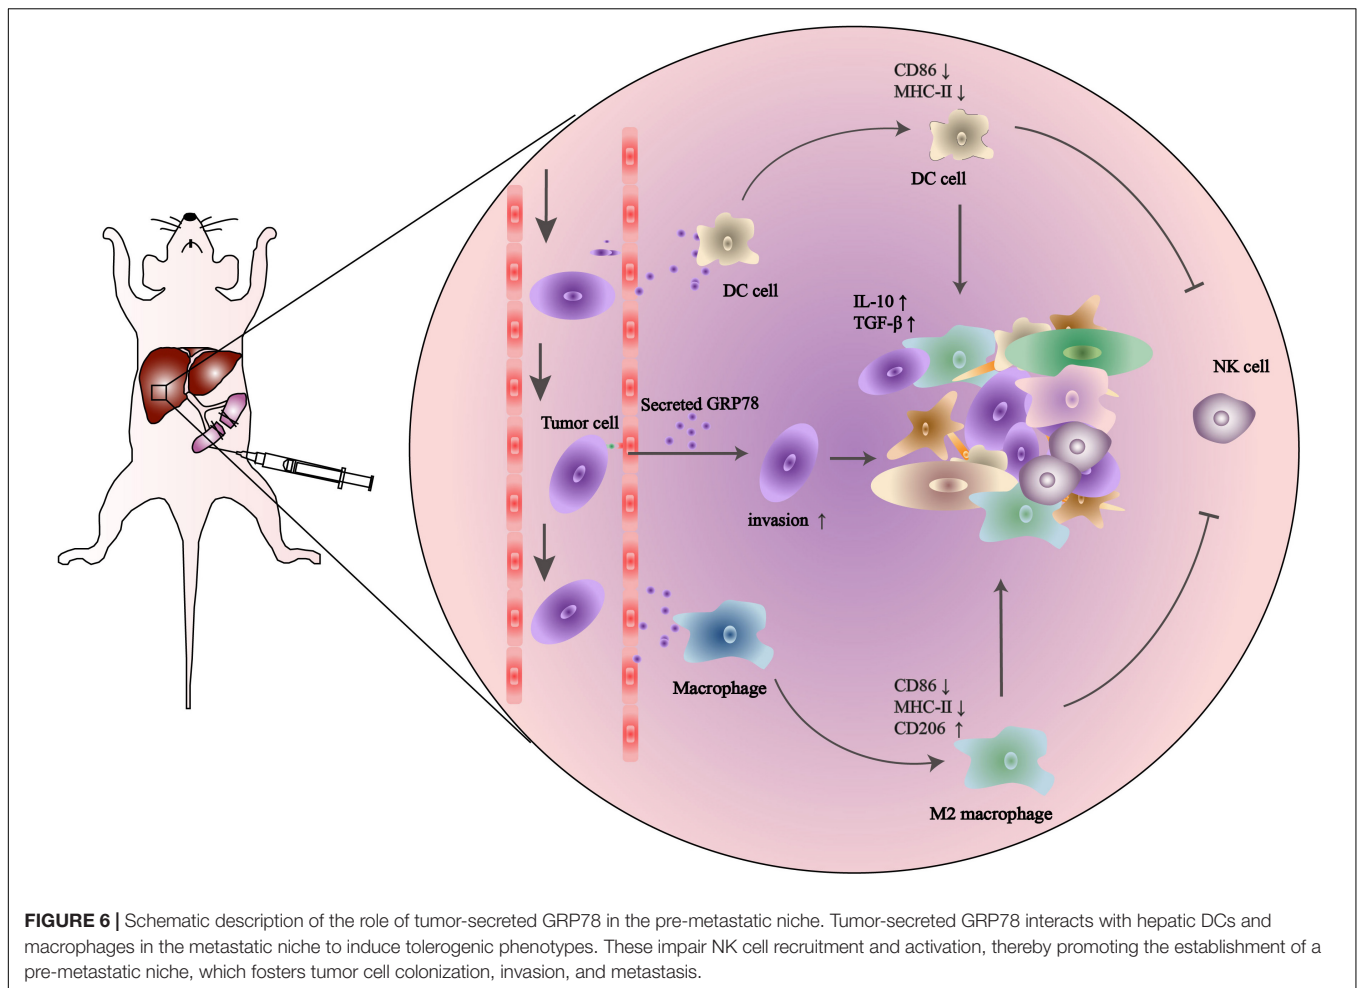 CD86 ↓
MHC-II ↓
DC cell
DC cell
IL-10 ↑
TGF-β ↑
NK cell
Secreted GRP78
Tumor cell
invasion ↑
Macrophage
CD86 ↓
MHC-II ↓
CD206 ↑
M2 macrophage
FIGURE 6 | Schematic description of the role of tumor-secreted GRP78 in the pre-metastatic niche. Tumor-secreted GRP78 interacts with hepatic DCs and
macrophages in the metastatic niche to induce tolerogenic phenotypes. These impair NK cell recruitment and activation, thereby promoting the establishment of a
pre-metastatic niche, which fosters tumor cell colonization, invasion, and metastasis.